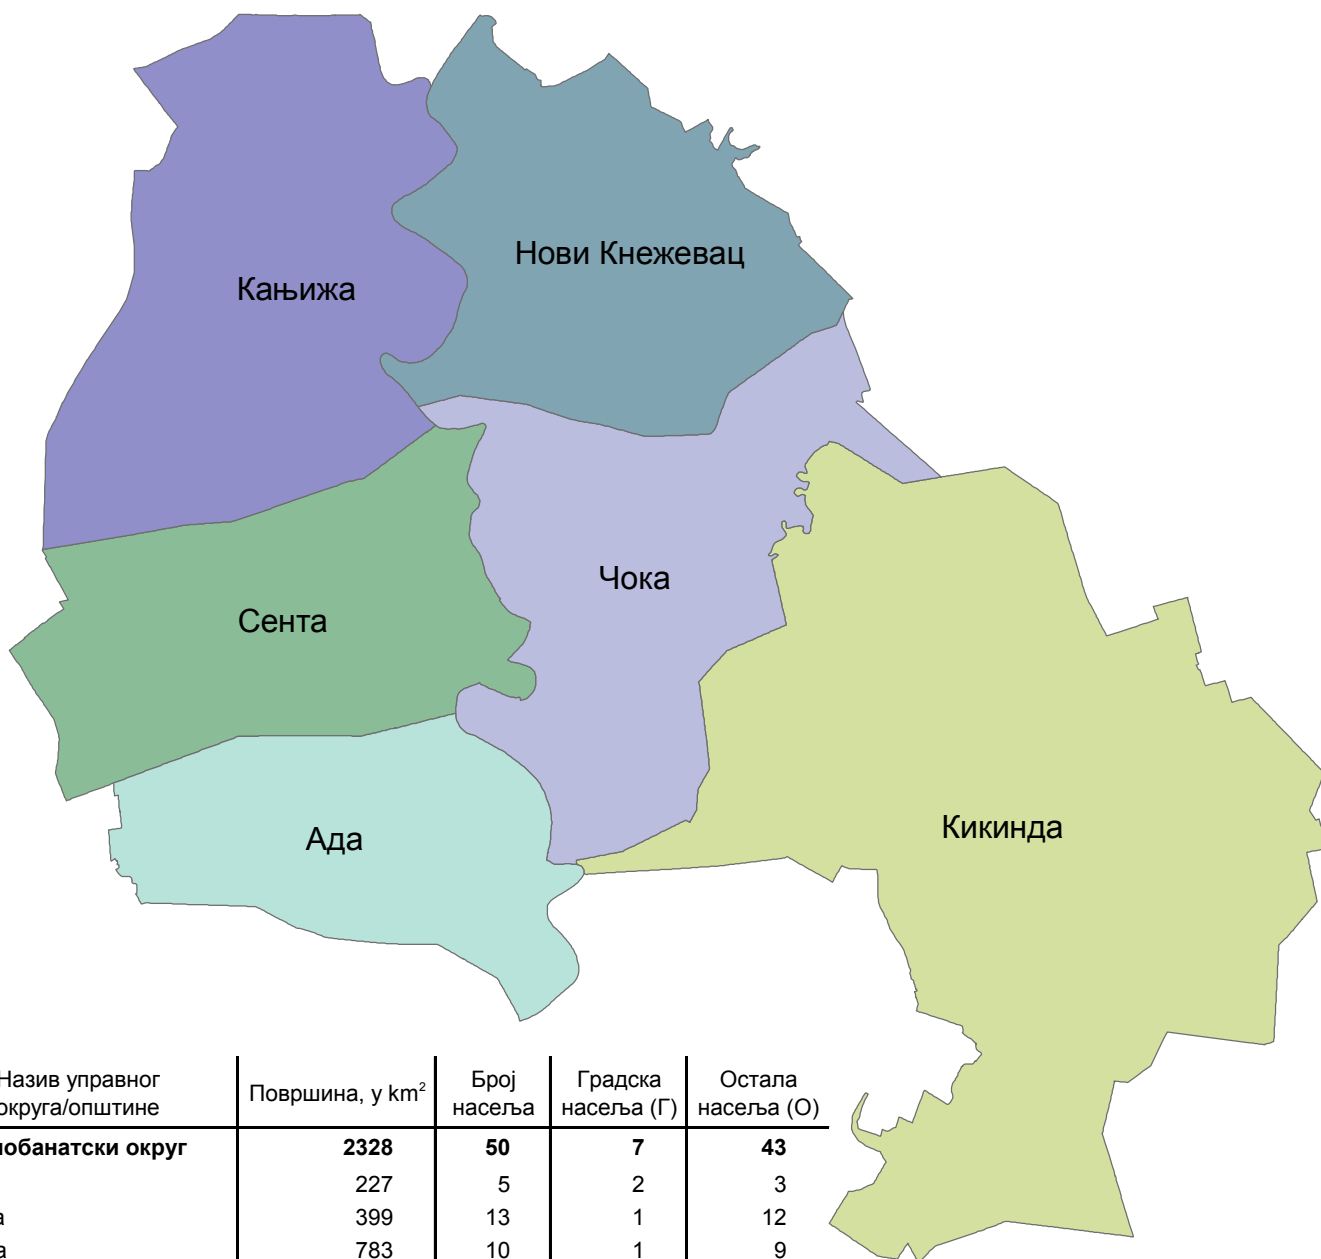 Нови Кнежевац
Кањижа
Чока
Сента
Кикинда
Ада
Назив управног
округа/општине
Површина, у km²
Број
насеља
Градска
насеља (Г)
Остала
насеља (О)
округ 2328 50 7 43
227 5 2 3
399 13 1 12
783 10 1 9